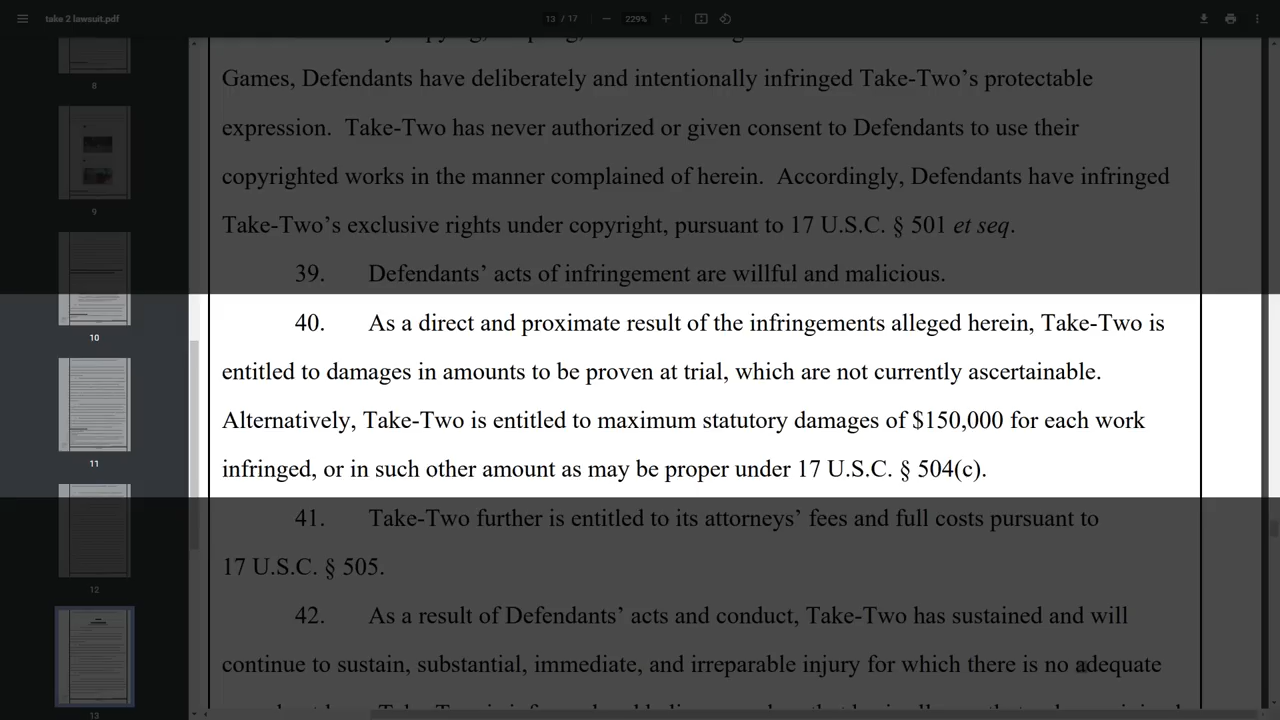 take 2 lawsuit.pdf
13 / 17
229%
8
9
10
11
12
13
Games, Defendants have deliberately and intentionally infringed Take-Two’s protectable
expression. Take-Two has never authorized or given consent to Defendants to use their
copyrighted works in the manner complained of herein. Accordingly, Defendants have infringed
Take-Two’s exclusive rights under copyright, pursuant to 17 U.S.C. § 501 et seq.
39. Defendants’ acts of infringement are willful and malicious.
40. As a direct and proximate result of the infringements alleged herein, Take-Two is
entitled to damages in amounts to be proven at trial, which are not currently ascertainable.
Alternatively, Take-Two is entitled to maximum statutory damages of $150,000 for each work
infringed, or in such other amount as may be proper under 17 U.S.C. § 504(c).
41. Take-Two further is entitled to its attorneys’ fees and full costs pursuant to
17 U.S.C. § 505.
42. As a result of Defendants’ acts and conduct, Take-Two has sustained and will
continue to sustain, substantial, immediate, and irreparable injury for which there is no adequate